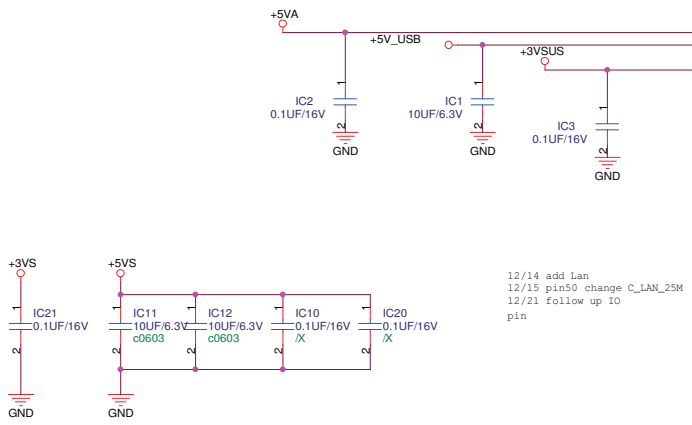 +5VA
+5V_USB
+3VSUS
1
IC2
0.1UF/16V
2
GND
1
IC1
10UF/6.3V
2
GND
1
IC3
0.1UF/16V
2
GND
+3VS
+5VS
1
IC21
0.1UF/16V
2
GND
1
IC11
10UF/6.3V
c0603
2
GND
1
IC12
10UF/6.3V
c0603
2
1
IC10
0.1UF/16V
/X
2
1
IC20
0.1UF/16V
/X
2
12/14 add Lan
12/15 pin50 change C_LAN_25M
12/21 follow up IO
pin